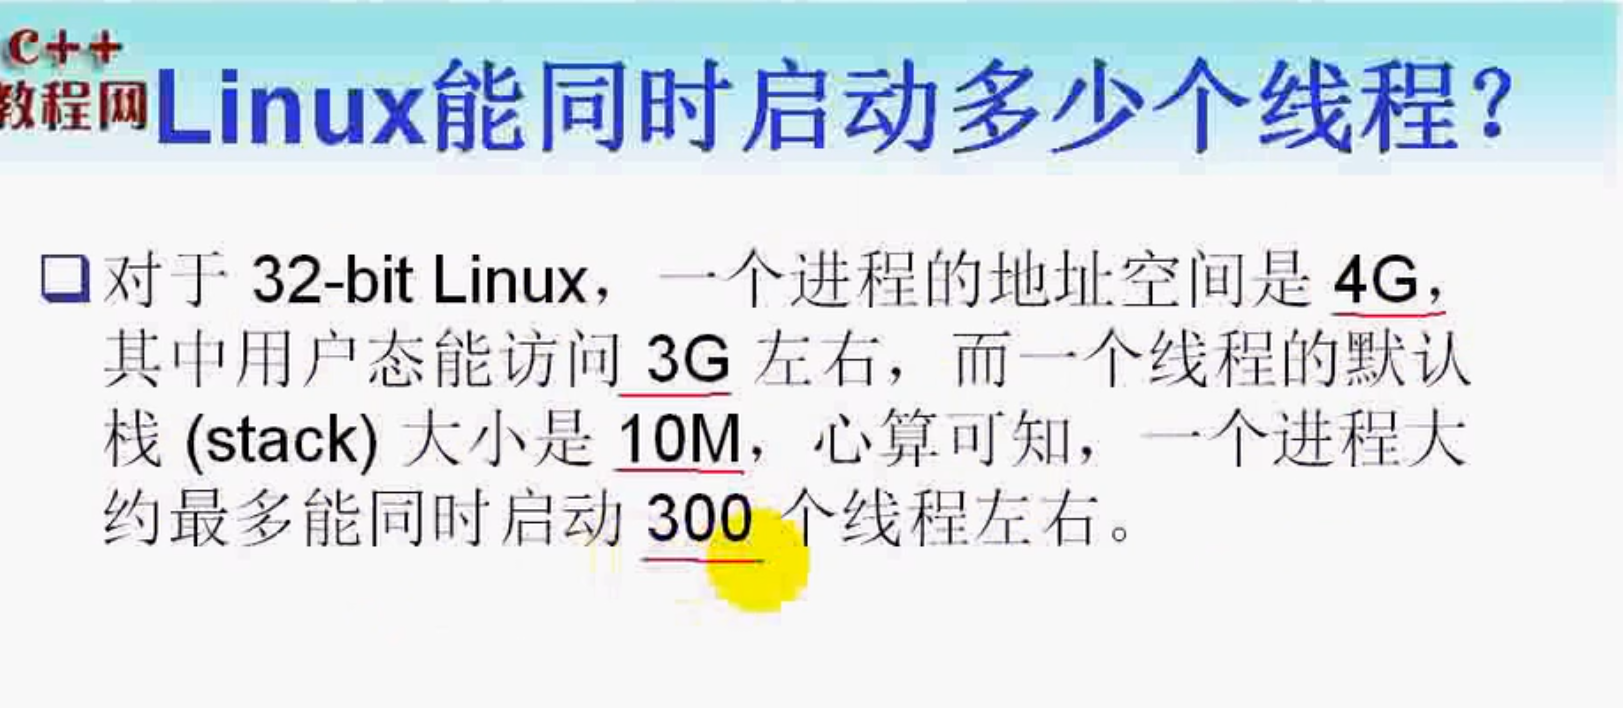 C++
教程网
Linux能同时启动多少个线程？
对于 32-bit Linux，一个进程的地址空间是 4G，
其中用户态能访问 3G 左右，而一个线程的默认
栈 (stack) 大小是 10M，心算可知，一个进程大
约最多能同时启动 300 个线程左右。